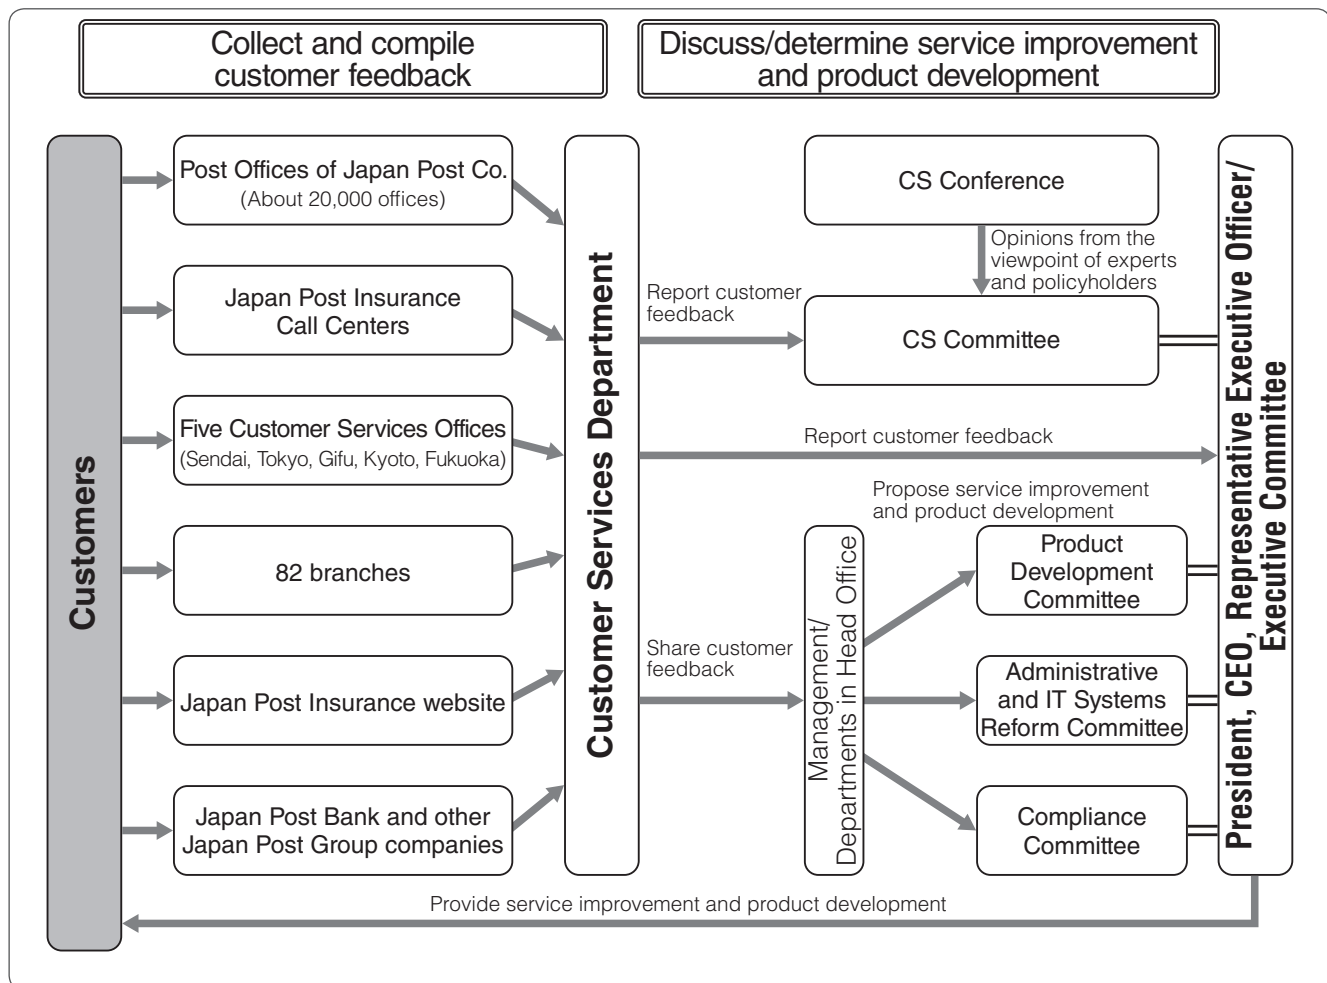 Collect and compile
customer feedback
Discuss/determine service improvement
and product development
Customers
Post Offices of Japan Post Co.
(About 20,000 offices)
Japan Post Insurance
Call Centers
Five Customer Services Offices
(Sendai, Tokyo, Gifu, Kyoto, Fukuoka)
82 branches
Japan Post Insurance website
Japan Post Bank and other
Japan Post Group companies
Customer Services Department
Report customer
feedback
CS Conference
Opinions from the
viewpoint of experts
and policyholders
CS Committee
Report customer feedback
Share customer
feedback
Management/
Departments in Head Office
Propose service improvement
and product development
Product
Development
Committee
Administrative
and IT Systems
Reform Committee
Compliance
Committee
President, CEO, Representative Executive Officer/
Executive Committee
Provide service improvement and product development